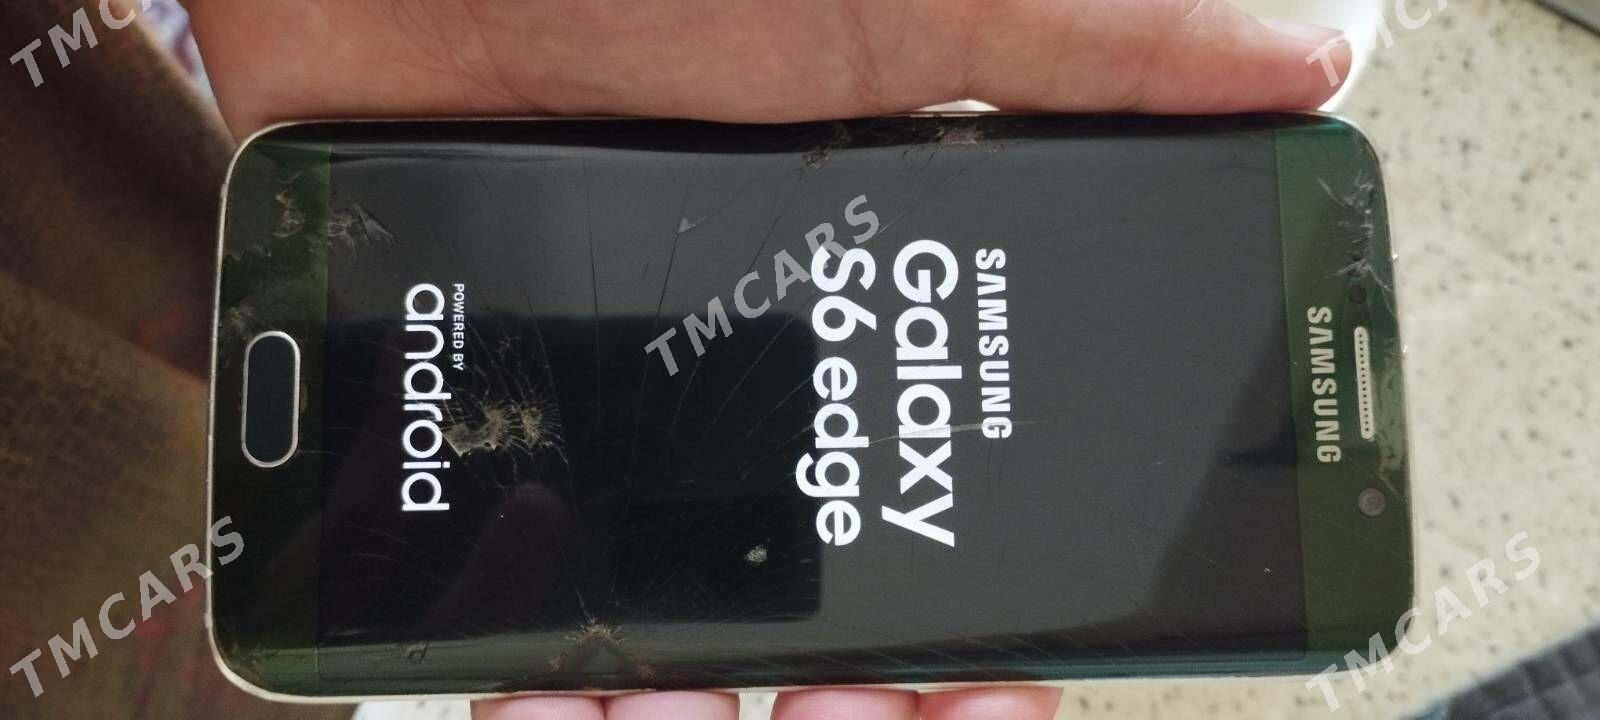 SAMSUNG
SAMSUNG
Galaxy
S6 edge
POWERED BY
android
TMCARS
TMCARS
TMCARS
TMCARS
TMCARS
TMCARS
TMCARS